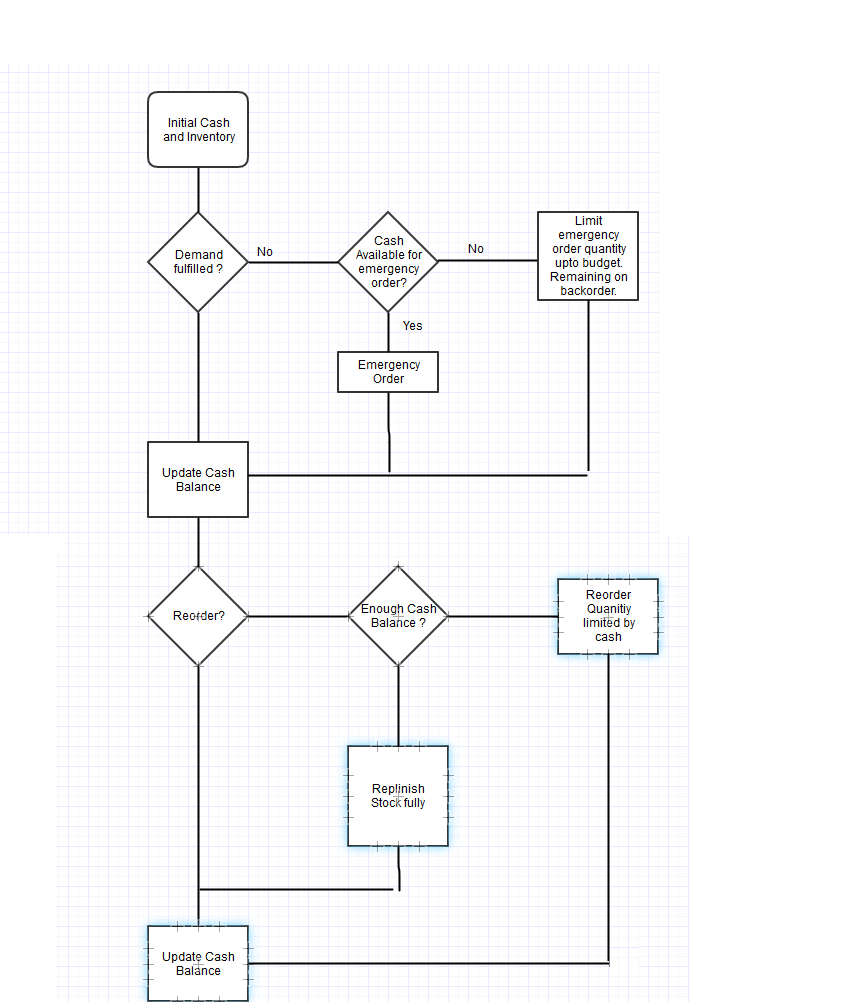 Initial Cash
and Inventory
Demand
fulfilled ?
No
Cash
Available for
emergency
order?
No
Limit
emergency
order quantity
upto budget.
Remaining on
backorder.
Yes
Emergency
Order
Update Cash
Balance
Reorder?
Enough Cash
Balance ?
Reorder
Quanitiy
limited by
cash
Replinish
Stock fully
Update Cash
Balance